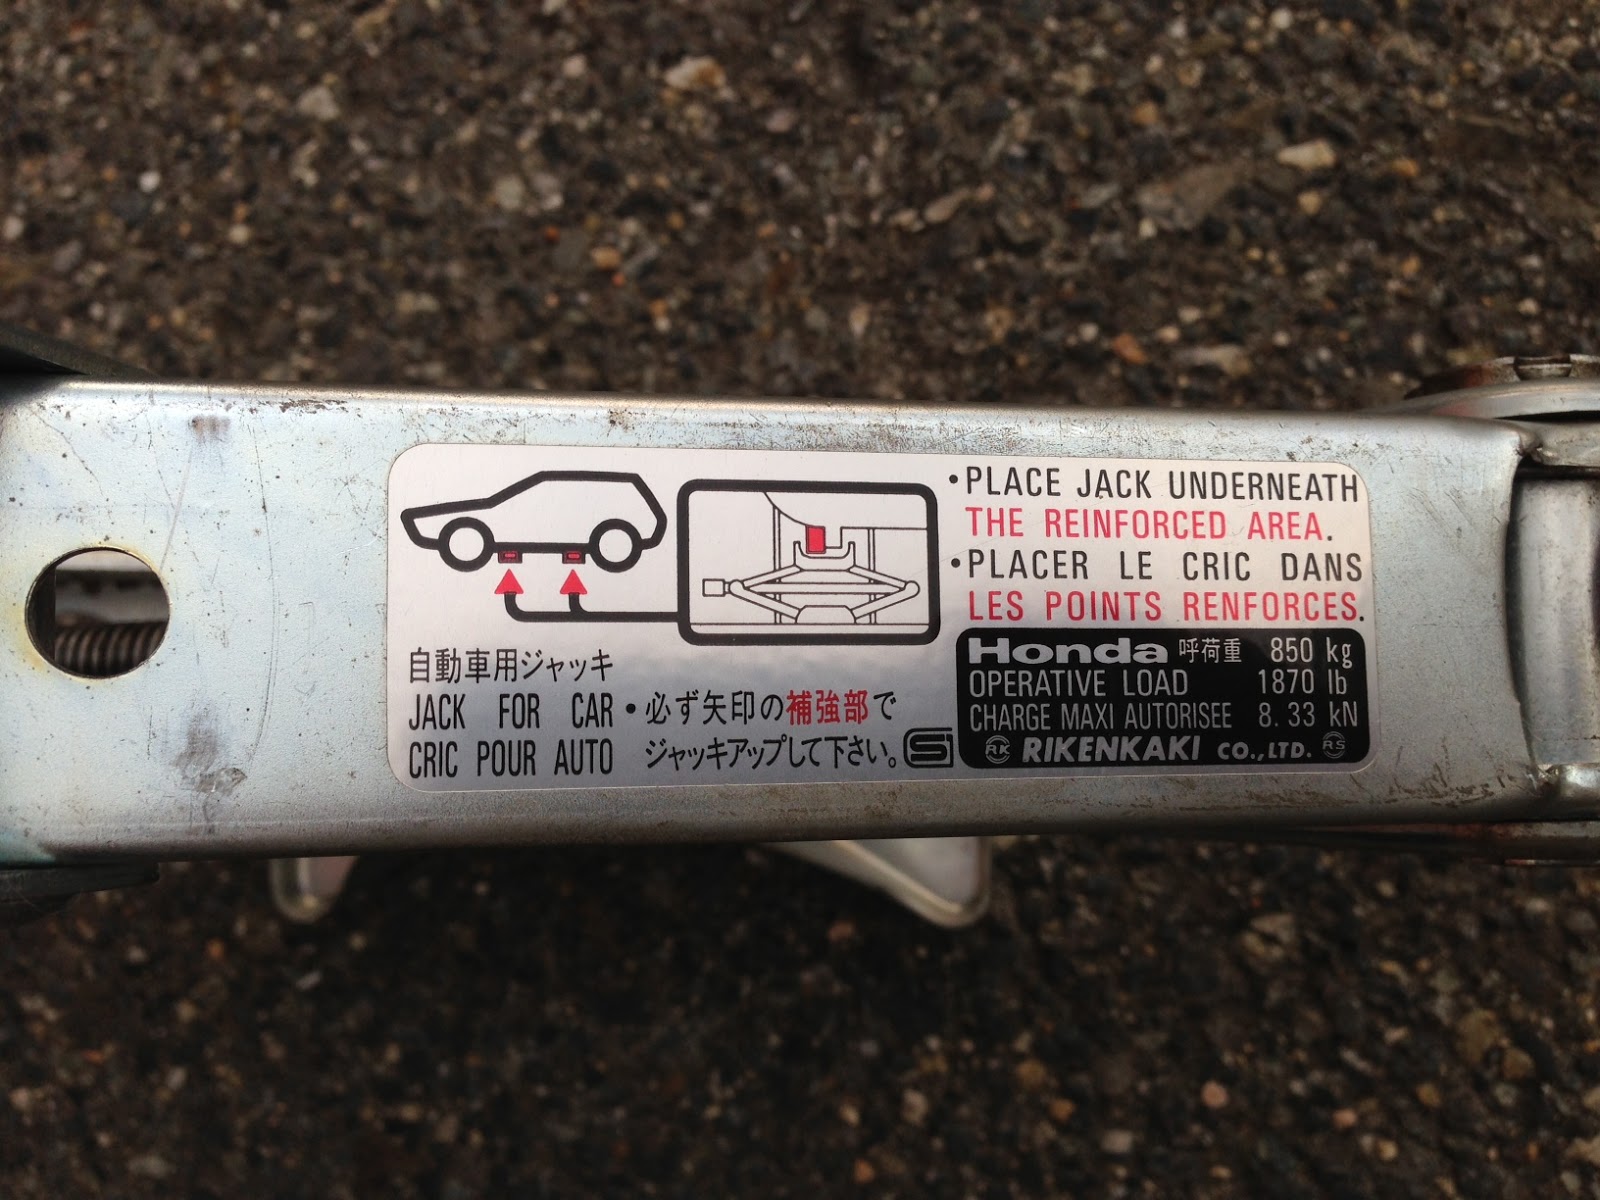 自動車用ジャッキ
JACK FOR CAR
CRIC POUR AUTO
•必ず矢印の補強部で
ジャッキアップして下さい。
•PLACE JACK UNDERNEATH
THE REINFORCED AREA.
•PLACER LE CRIC DANS
LES POINTS RENFORCES.
Honda 呼荷重 850 kg
OPERATIVE LOAD 1870 lb
CHARGE MAXI AUTORISEE 8.33 kN
RK RIKENKAKI CO.,LTD. RS